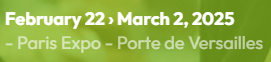 February 22 › March 2, 2025
- Paris Expo - Porte de Versailles